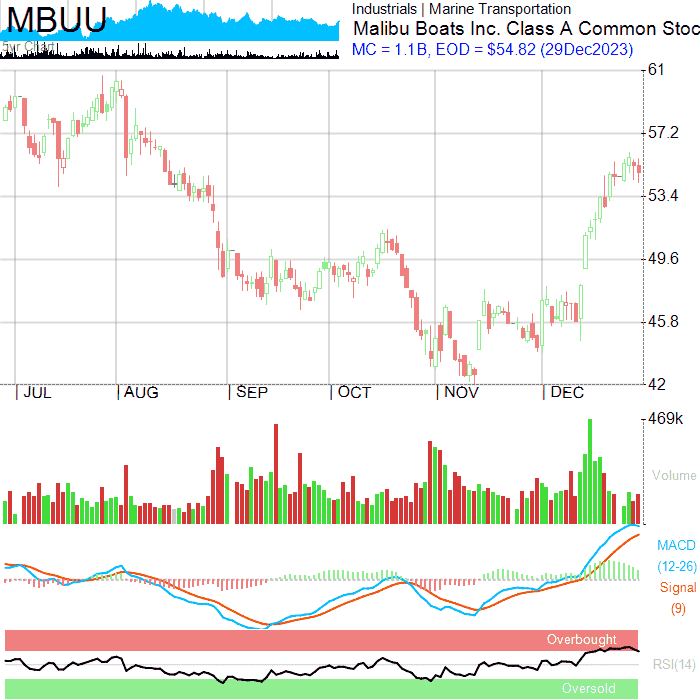 MBUU
5yr Chart
Industrials | Marine Transportation
Malibu Boats Inc. Class A Common Stoc
MC = 1.1B, EOD = $54.82 (29Dec2023)
61
57.2
53.4
49.6
45.8
42
JUL AUG SEP OCT NOV DEC
469k
Volume
MACD
(12-26)
Signal
(9)
Overbought
RSI(14)
Oversold